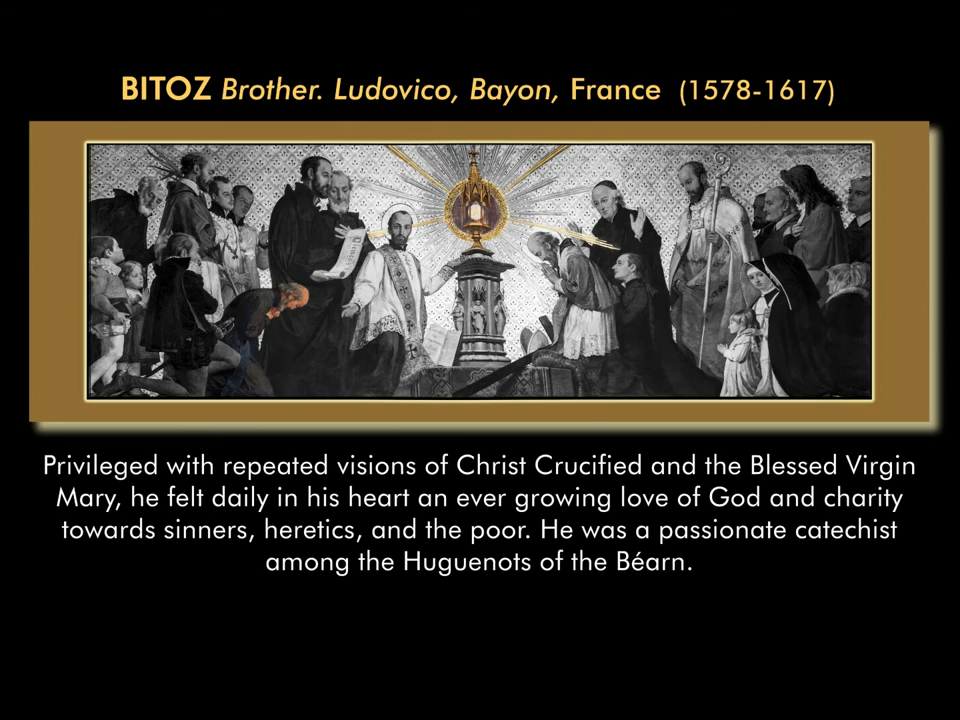 BITOZ Brother. Ludovico, Bayon, France (1578-1617)
Privileged with repeated visions of Christ Crucified and the Blessed Virgin
Mary, he felt daily in his heart an ever growing love of God and charity
towards sinners, heretics, and the poor. He was a passionate catechist
among the Huguenots of the Béarn.